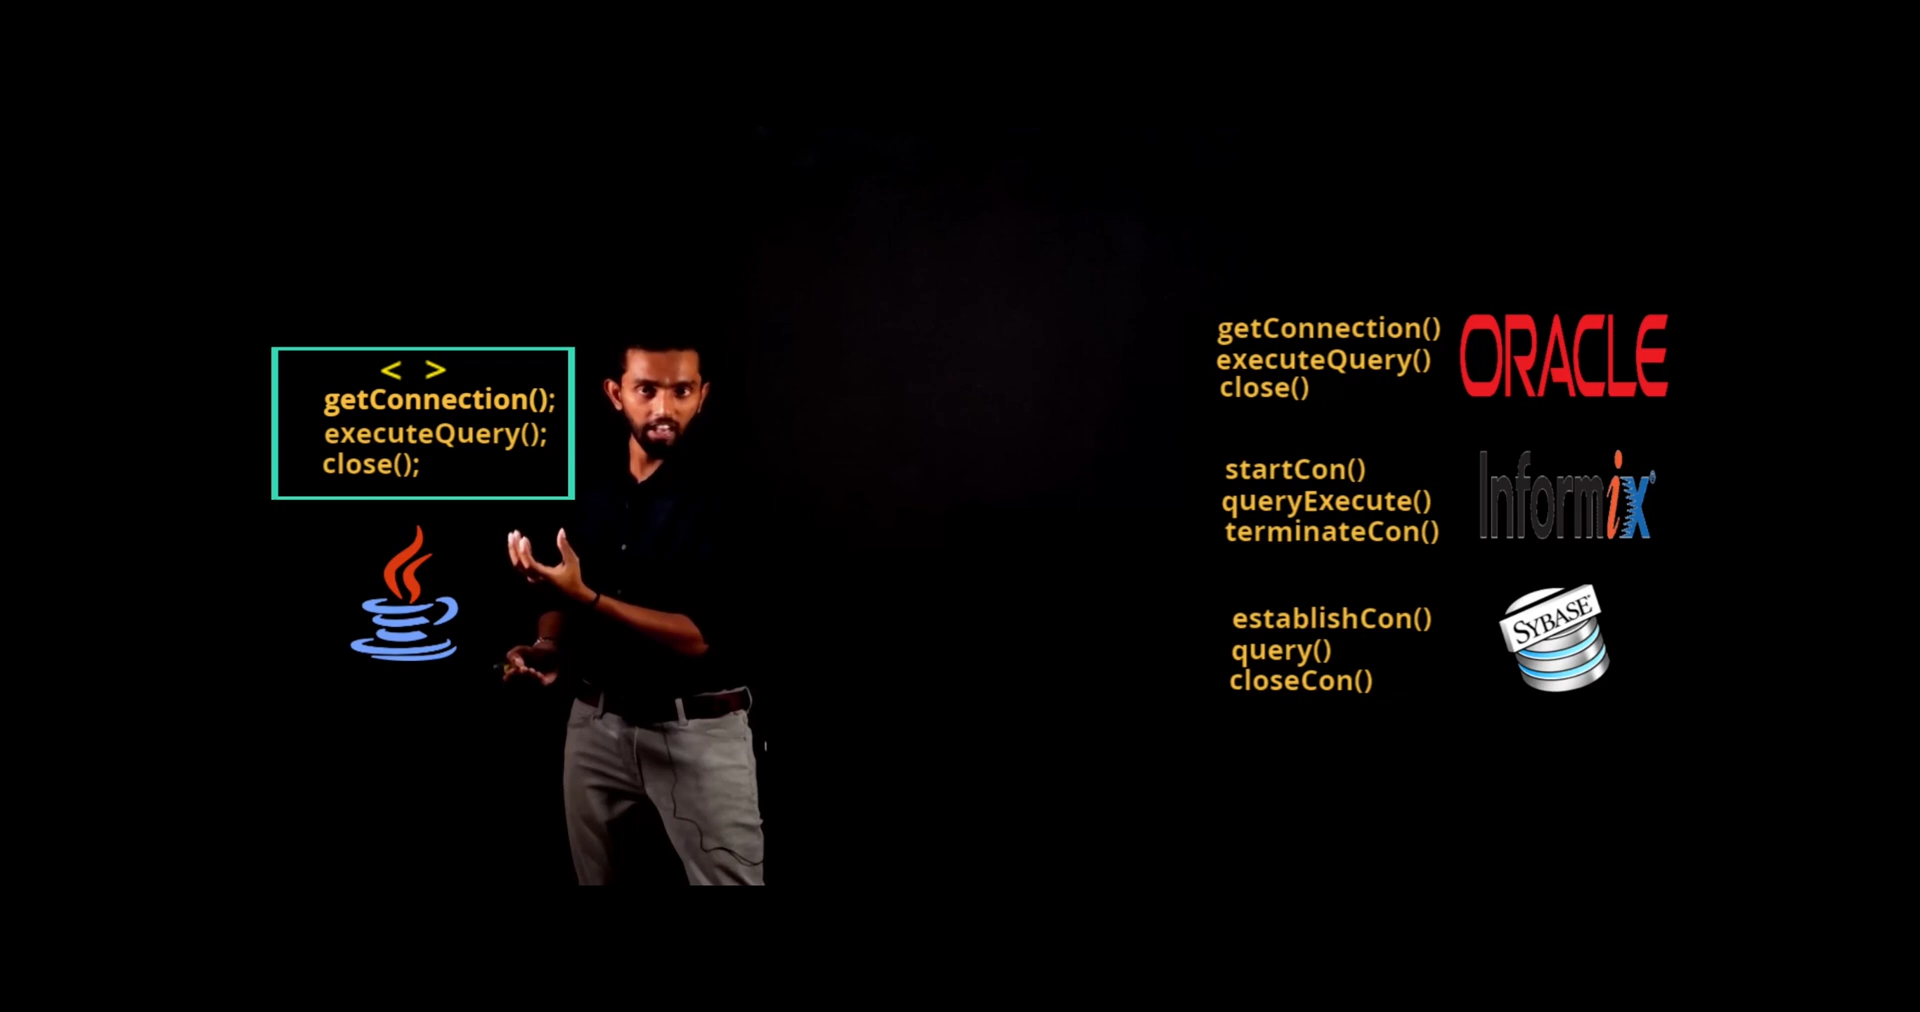 < >
getConnection();
executeQuery();
close();
getConnection()
executeQuery()
close()
ORACLE
startCon()
queryExecute()
terminateCon()
Informix
establishCon()
query()
closeCon()
SYBASE